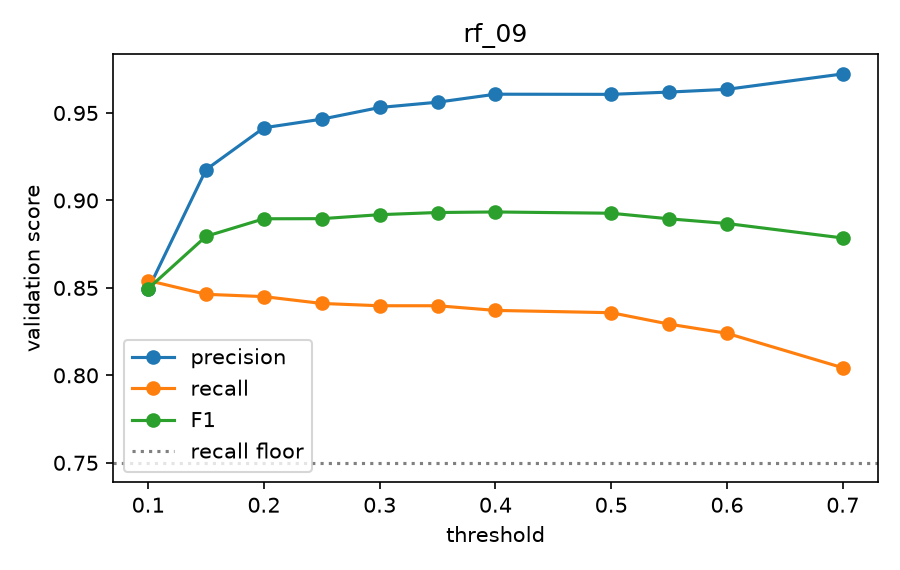 rf_09
validation score
0.95
0.90
0.85
0.80
0.75
precision
recall
F1
recall floor
0.1 0.2 0.3 0.4 0.5 0.6 0.7
threshold